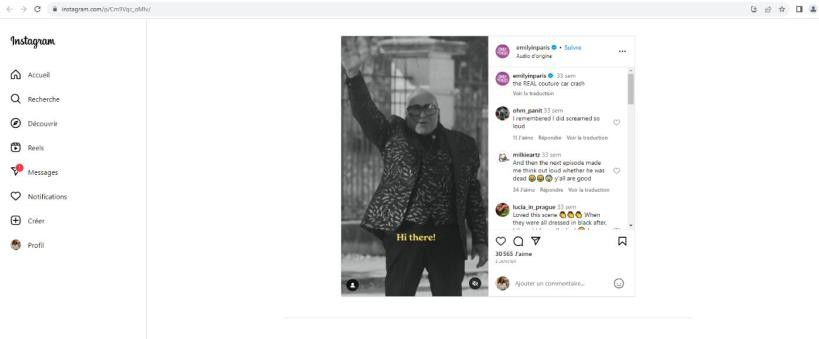 instagram.com/p/Cm9Vqc_oMlv/
Instagram
Accueil
Recherche
Découvrir
Reels
Messages
Notifications
Créer
Profil
Hi there!
emilyinparis • Suivre
Audio d'origine
emilyinparis 33 sem
the REAL couture car crash
Voir la traduction
ohm_panit 33 sem
I remembered I did screamed so
loud
11 J'aime Répondre Voir la traduction
milkieartz 33 sem
And then the next episode made
me think out loud whether he was
dead 😂😂😨 y'all are good
34 J'aime Répondre Voir la traduction
lucia_in_prague 33 sem
Loved this scene 👏👏👏 When
they were all dressed in black after.
30 565 J'aime
Ajouter un commentaire...